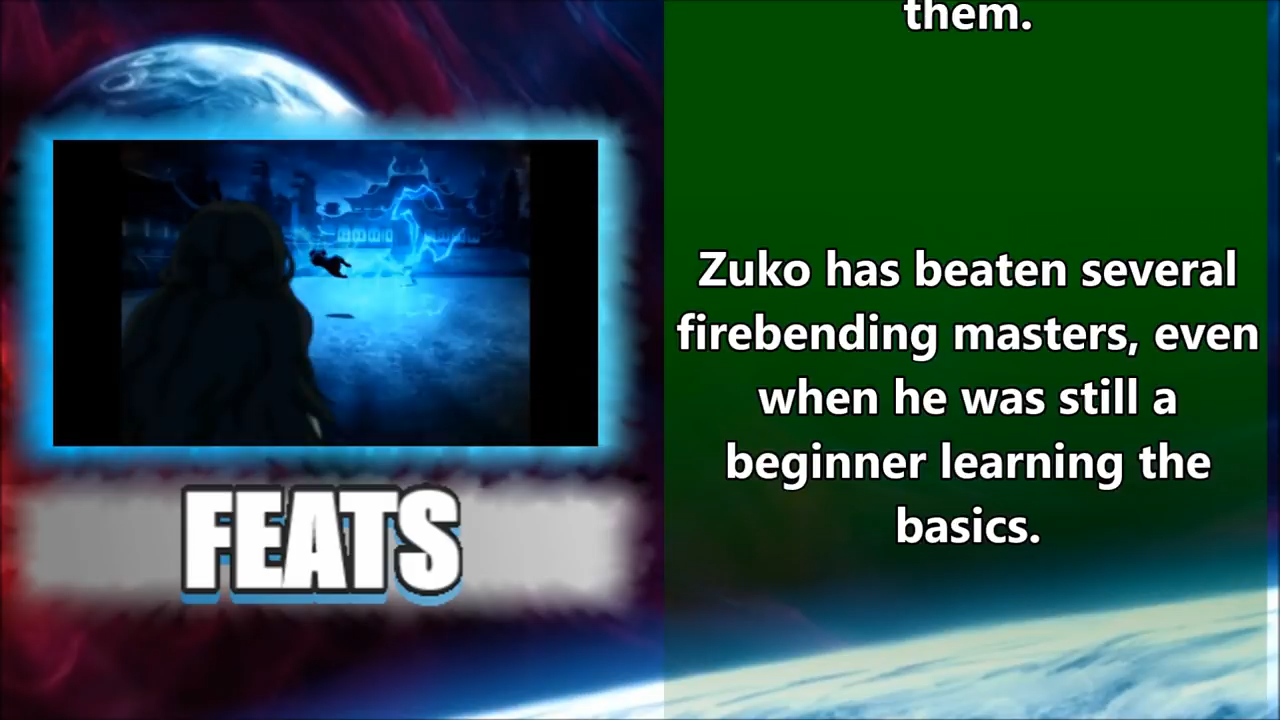 them.
Zuko has beaten several
firebending masters, even
when he was still a
beginner learning the
basics.
FEATS